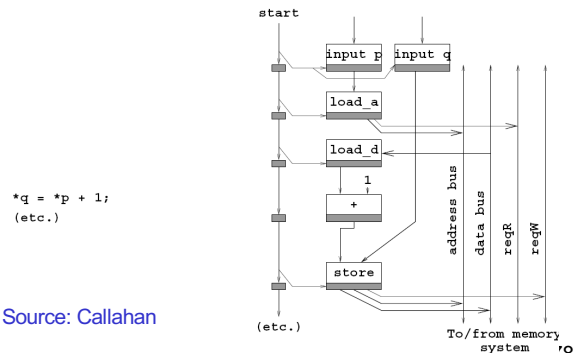 start
input p
input q
load_a
load_d
1
+
store
address bus
data bus
reqR
reqW
*q = *p + 1;
(etc.)
Source: Callahan
(etc.)
To/from memory
system